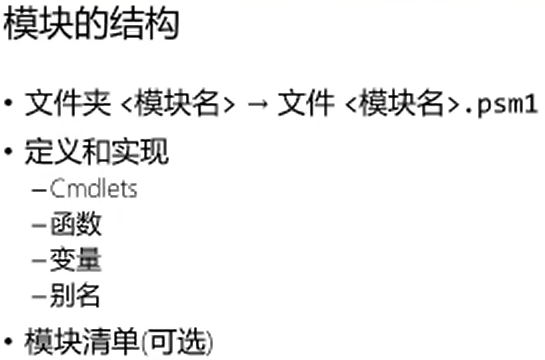 模块的结构
• 文件夹 <模块名> → 文件 <模块名>.psm1
• 定义和实现
–Cmdlets
–函数
–变量
–别名
• 模块清单(可选)